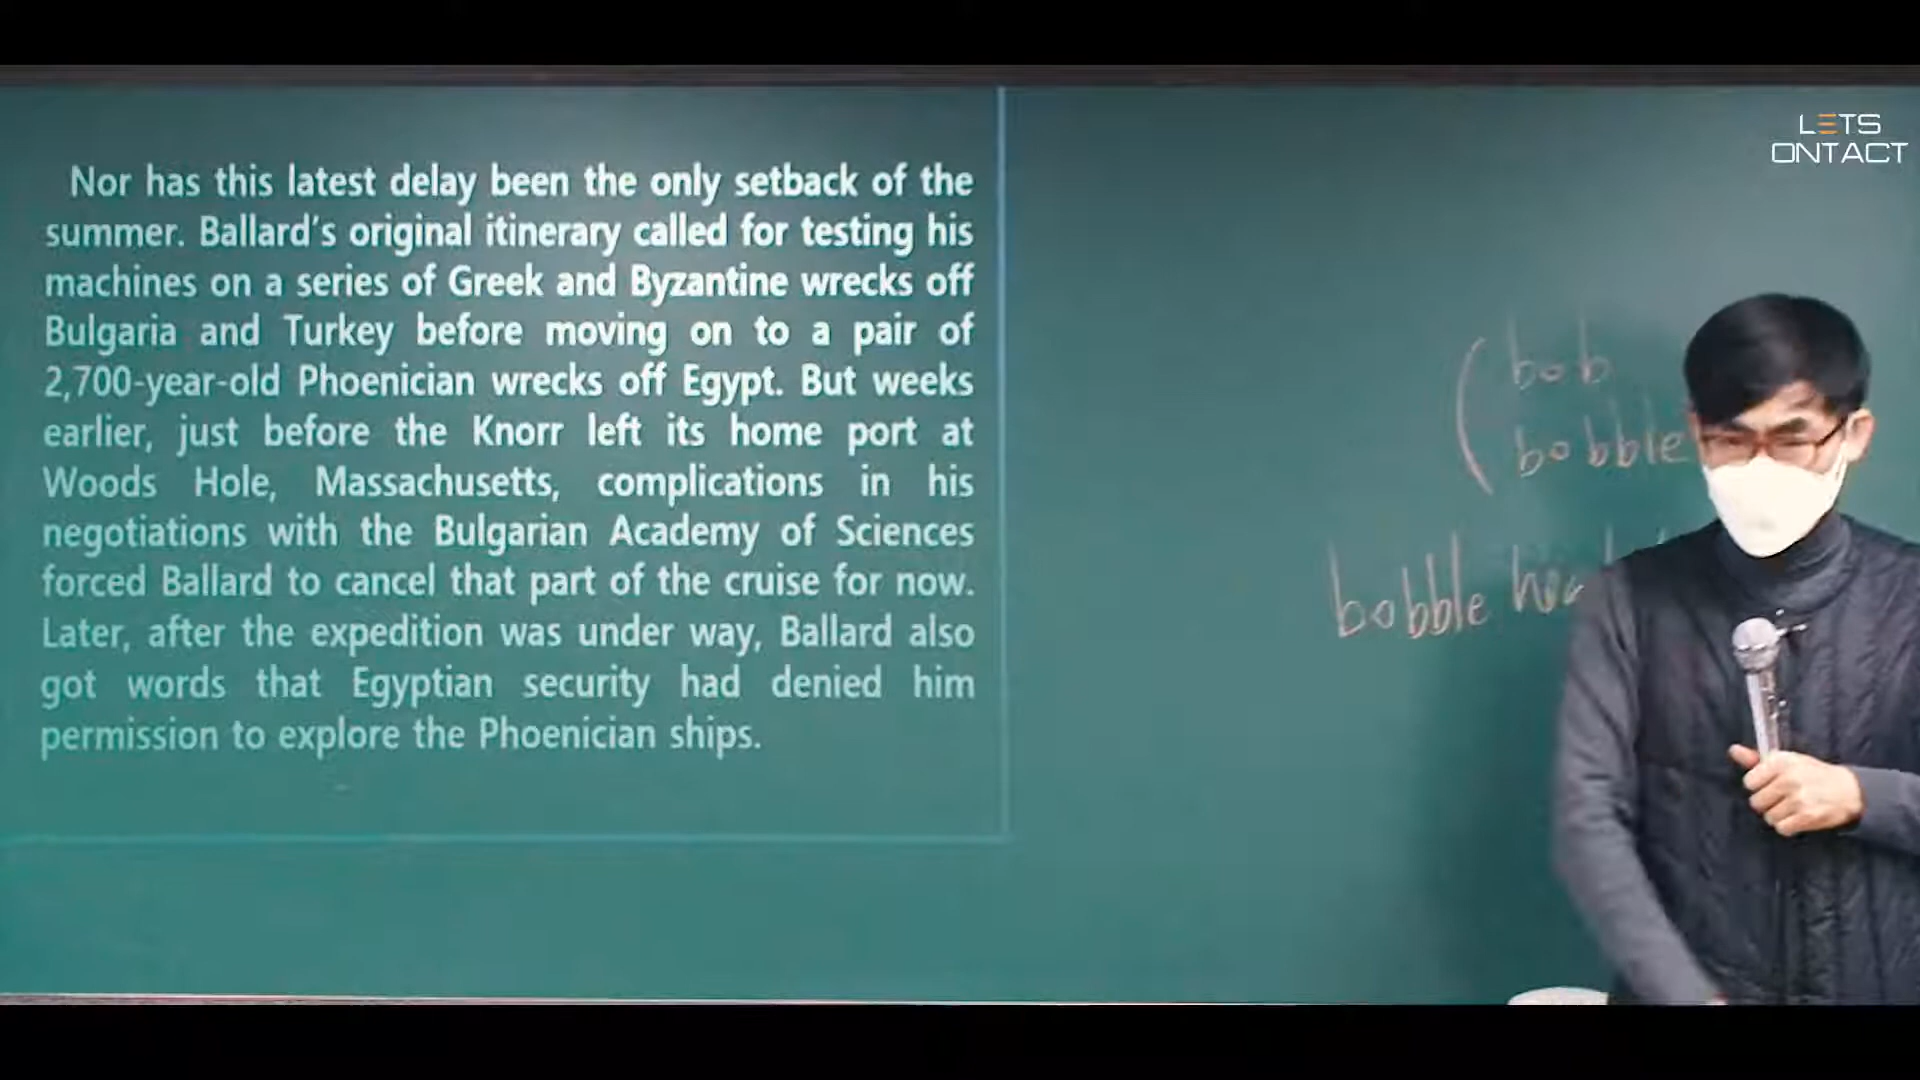 LETS
ONTACT
Nor has this latest delay been the only setback of the
summer. Ballard's original itinerary called for testing his
machines on a series of Greek and Byzantine wrecks off
Bulgaria and Turkey before moving on to a pair of
2,700-year-old Phoenician wrecks off Egypt. But weeks
earlier, just before the Knorr left its home port at
Woods Hole, Massachusetts, complications in his
negotiations with the Bulgarian Academy of Sciences
forced Ballard to cancel that part of the cruise for now.
Later, after the expedition was under way, Ballard also
got words that Egyptian security had denied him
permission to explore the Phoenician ships.
bob
bobble
bobble